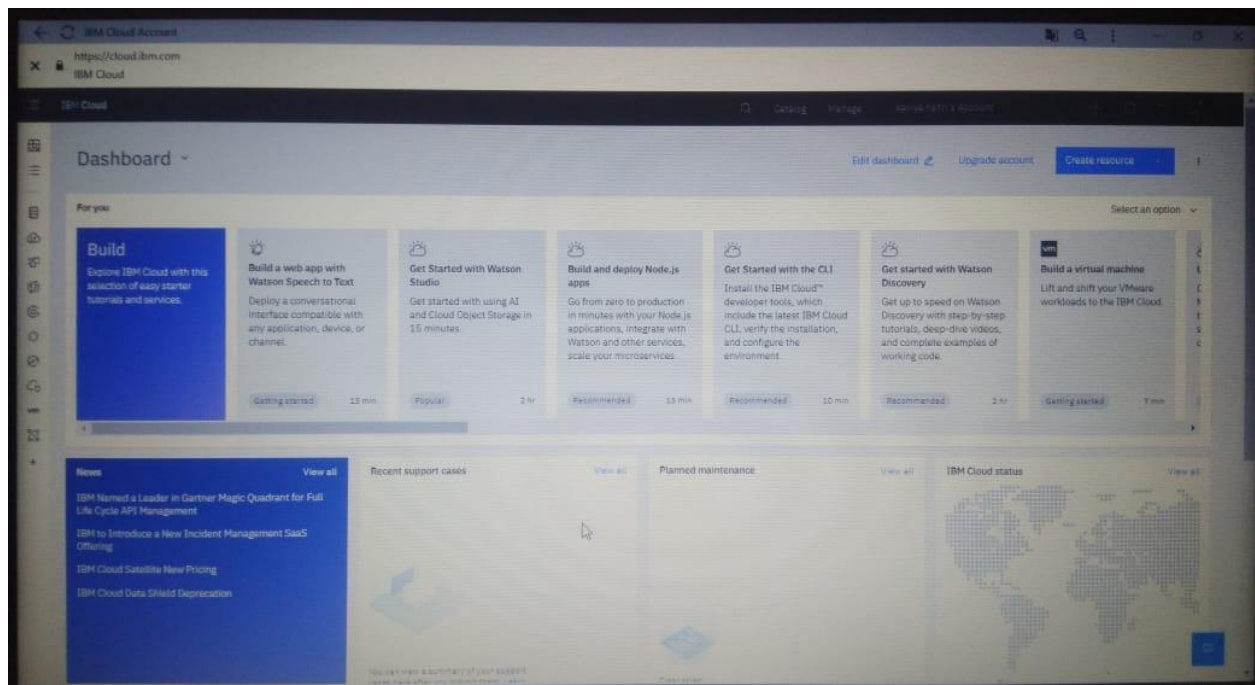 IBM Cloud Account
https://cloud.ibm.com
IBM Cloud
IBM Cloud
Catalog Manage Account
Dashboard
Edit dashboard
Upgrade account
Create resource
For you
Select an option
Build
Explore IBM Cloud with this
selection of easy starter
tutorials and services.
Build a web app with
Watson Speech to Text
Deploy a conversational
interface compatible with
any application, device, or
channel.
Getting started 15 min
Get Started with Watson
Studio
Get started with using AI
and Cloud Object Storage in
15 minutes.
Popular 2 hr
Build and deploy Node.js
apps
Go from zero to production
in minutes with your Node.js
applications, integrate with
Watson and other services,
scale your microservices.
Recommended 15 min
Get Started with the CLI
Install the IBM Cloud™
developer tools, which
include the latest IBM Cloud
CLI, verify the installation,
and configure the
environment.
Recommended 10 min
Get started with Watson
Discovery
Get up to speed on Watson
Discovery with step-by-step
tutorials, deep-dive videos,
and complete examples of
working code.
Recommended 2 hr
vm
Build a virtual machine
Lift and shift your VMware
workloads to the IBM Cloud.
Getting started 7 min
News View all
IBM Named a Leader in Gartner Magic Quadrant for Full
Life Cycle API Management
IBM to Introduce a New Incident Management SaaS
Offering
IBM Cloud Satellite New Pricing
IBM Cloud Data Shield Deprecation
Recent support cases View all
You can view a summary of your support
Planned maintenance View all
IBM Cloud status View all